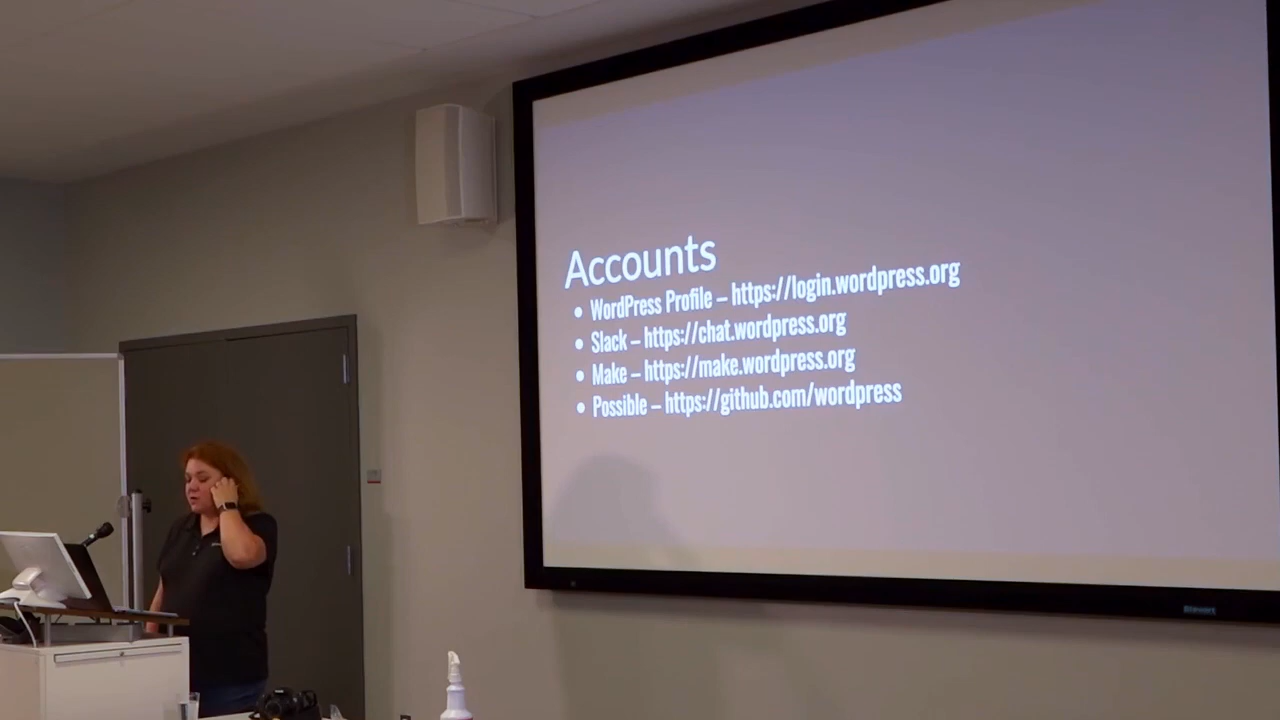 Accounts
• WordPress Profile – https://login.wordpress.org
• Slack – https://chat.wordpress.org
• Make – https://make.wordpress.org
• Possible – https://github.com/wordpress
Stewart